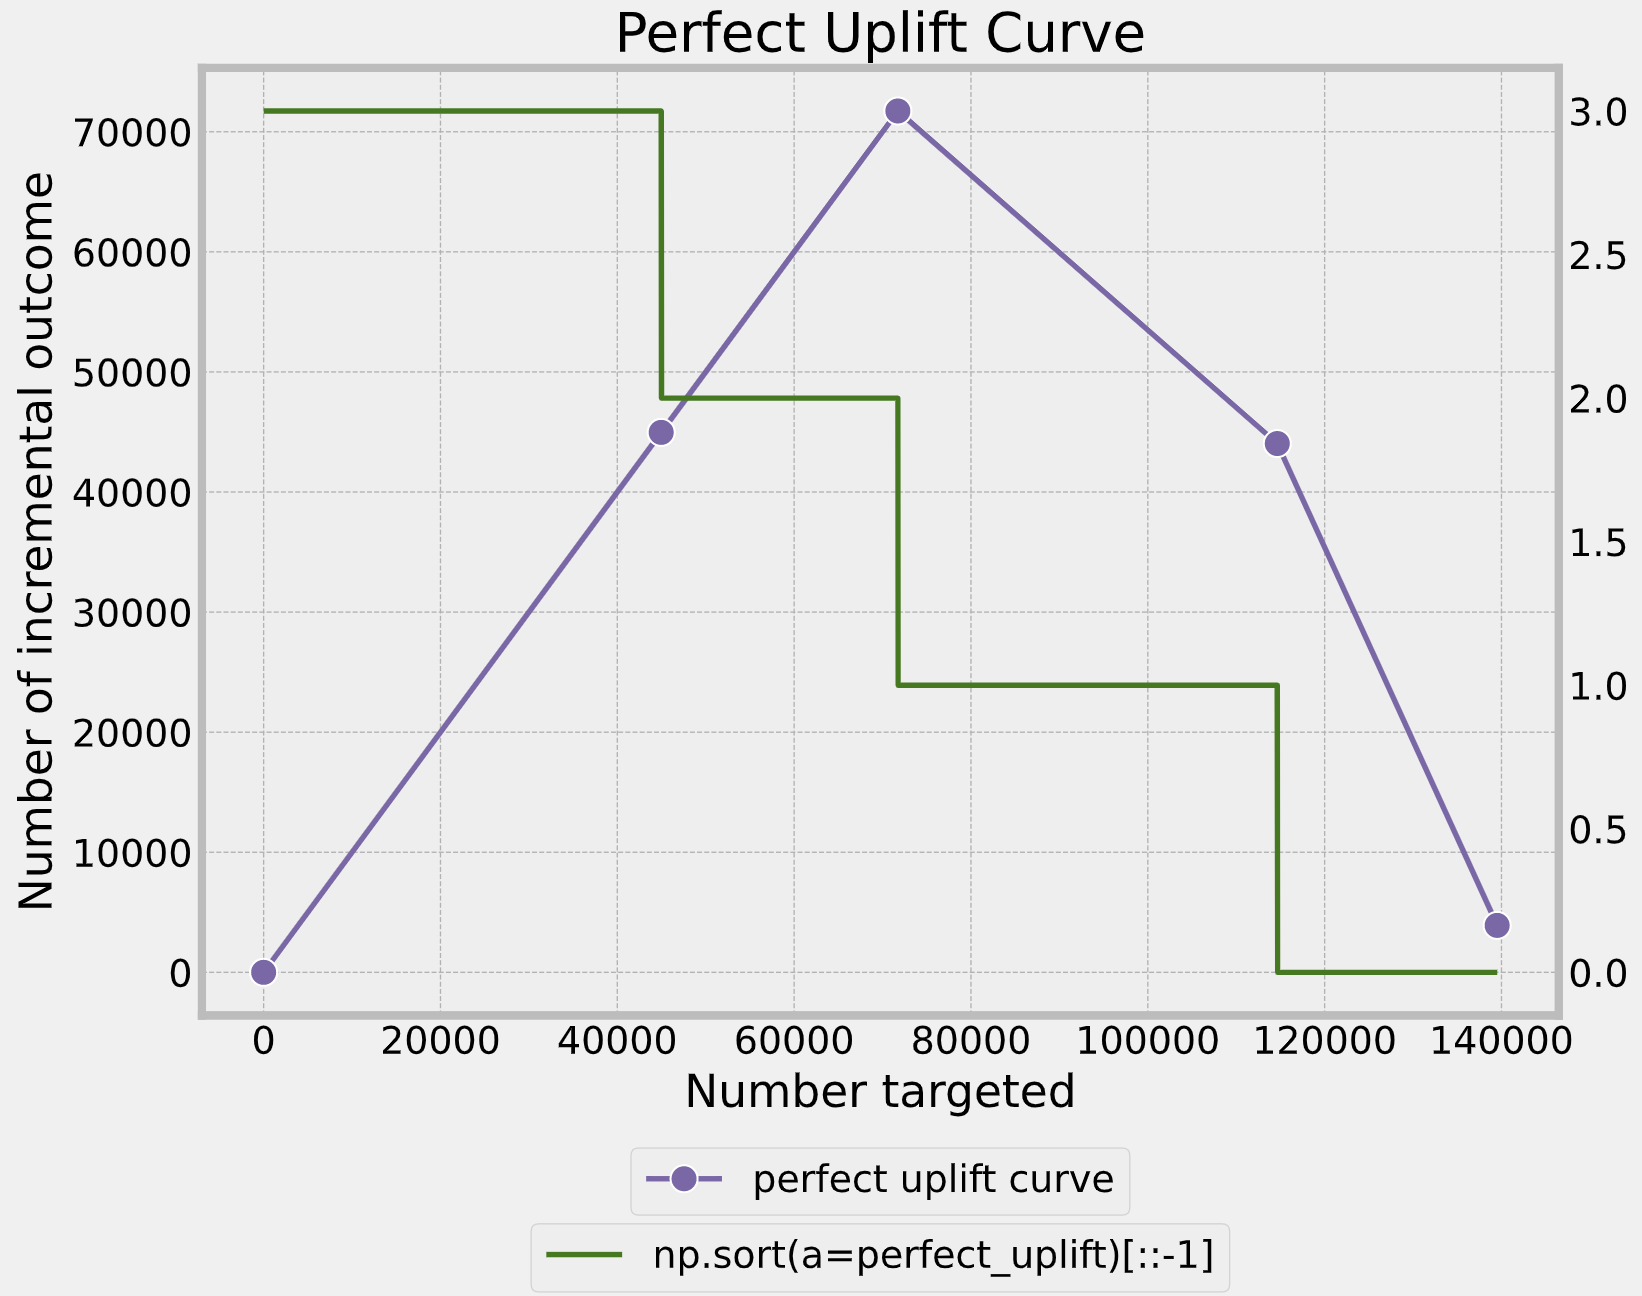 Perfect Uplift Curve
Number of incremental outcome
70000
60000
50000
40000
30000
20000
10000
0
3.0
2.5
2.0
1.5
1.0
0.5
0.0
0 20000 40000 60000 80000 100000 120000 140000
Number targeted
perfect uplift curve
np.sort(a=perfect_uplift)[::-1]